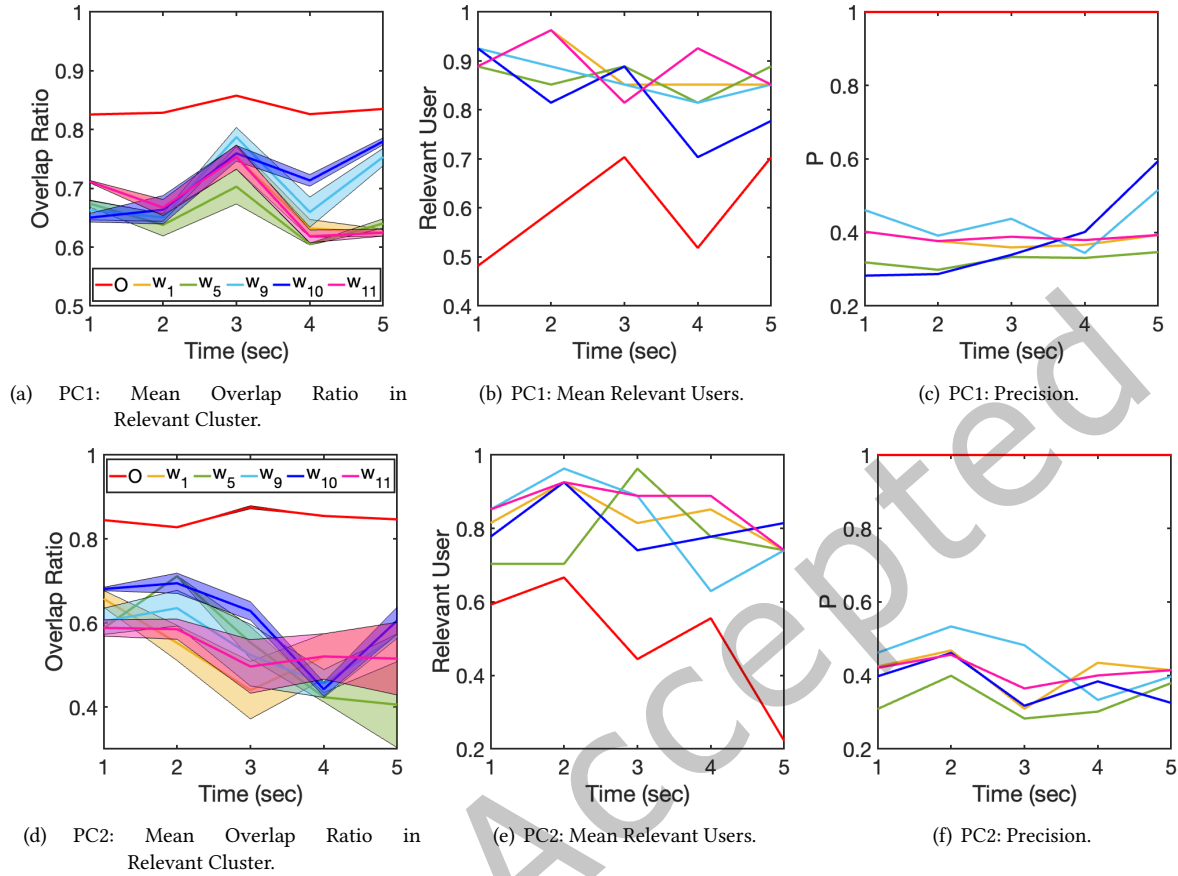 1
0.9
0.8
0.7
0.6
0.5
Overlap Ratio
O w1 w5 w9 w10 w11
1 2 3 4 5
Time (sec)
(a) PC1: Mean Overlap Ratio in
Relevant Cluster.
1
0.9
0.8
0.7
0.6
0.5
0.4
Relevant User
1 2 3 4 5
Time (sec)
(b) PC1: Mean Relevant Users.
1
0.8
0.6
0.4
0.2
P
1 2 3 4 5
Time (sec)
(c) PC1: Precision.
1
0.8
0.6
0.4
Overlap Ratio
O w1 w5 w9 w10 w11
1 2 3 4 5
Time (sec)
(d) PC2: Mean Overlap Ratio in
Relevant Cluster.
1
0.8
0.6
0.4
0.2
Relevant User
1 2 3 4 5
Time (sec)
(e) PC2: Mean Relevant Users.
1
0.8
0.6
0.4
0.2
P
1 2 3 4 5
Time (sec)
(f) PC2: Precision.
Accepted